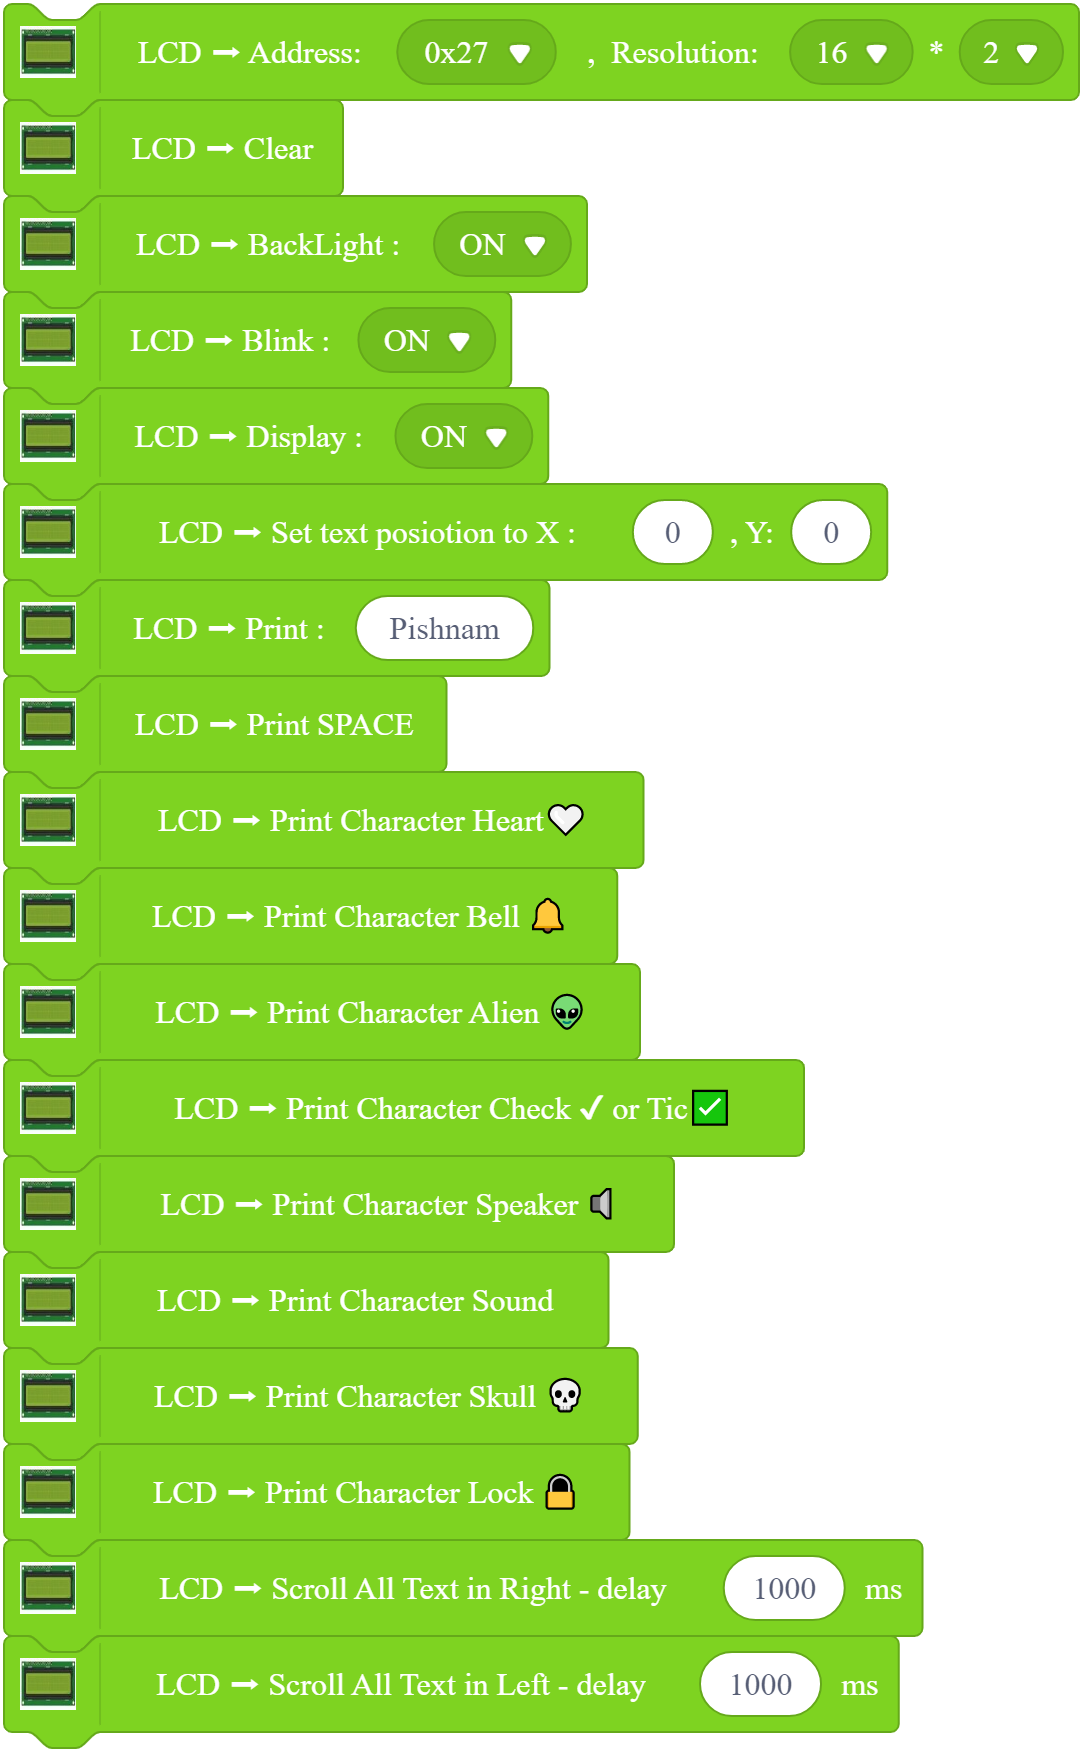 LCD ➞ Address: 0x27 , Resolution: 16 * 2
LCD ➞ Clear
LCD ➞ BackLight : ON
LCD ➞ Blink : ON
LCD ➞ Display : ON
LCD ➞ Set text posiotion to X : 0 , Y: 0
LCD ➞ Print : Pishnam
LCD ➞ Print SPACE
LCD ➞ Print Character Heart🤍
LCD ➞ Print Character Bell 🔔
LCD ➞ Print Character Alien 👽
LCD ➞ Print Character Check ✓ or Tic✅
LCD ➞ Print Character Speaker 🔈
LCD ➞ Print Character Sound
LCD ➞ Print Character Skull 💀
LCD ➞ Print Character Lock 🔒
LCD ➞ Scroll All Text in Right - delay 1000 ms
LCD ➞ Scroll All Text in Left - delay 1000 ms